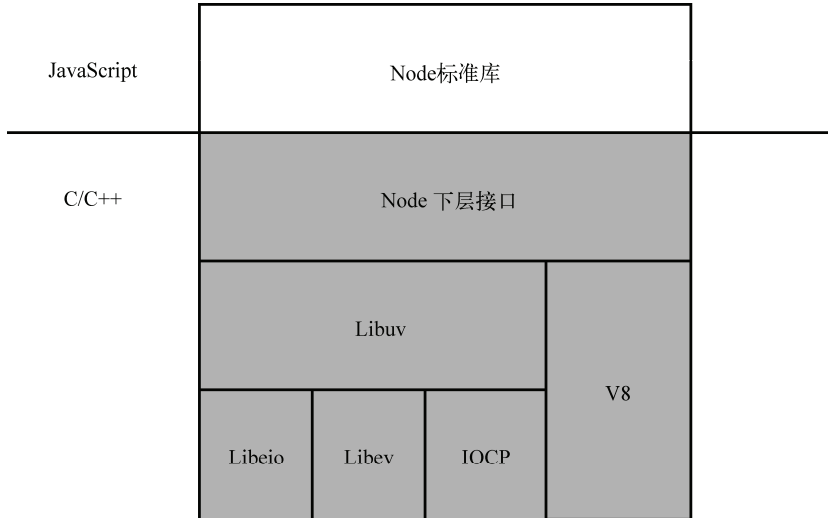 JavaScript
Node标准库
C/C++
Node 下层接口
Libuv
V8
Libeio
Libev
IOCP